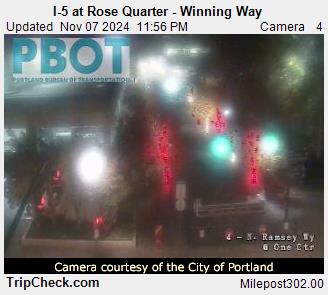 I-5 at Rose Quarter - Winning Way
Updated Nov 07 2024 11:56 PM Camera 4
PBOT
PORTLAND BUREAU OF TRANSPORTATION
4 - N. Ramsey Wy
@ One Ctr
Camera courtesy of the City of Portland
TripCheck.com Milepost302.00